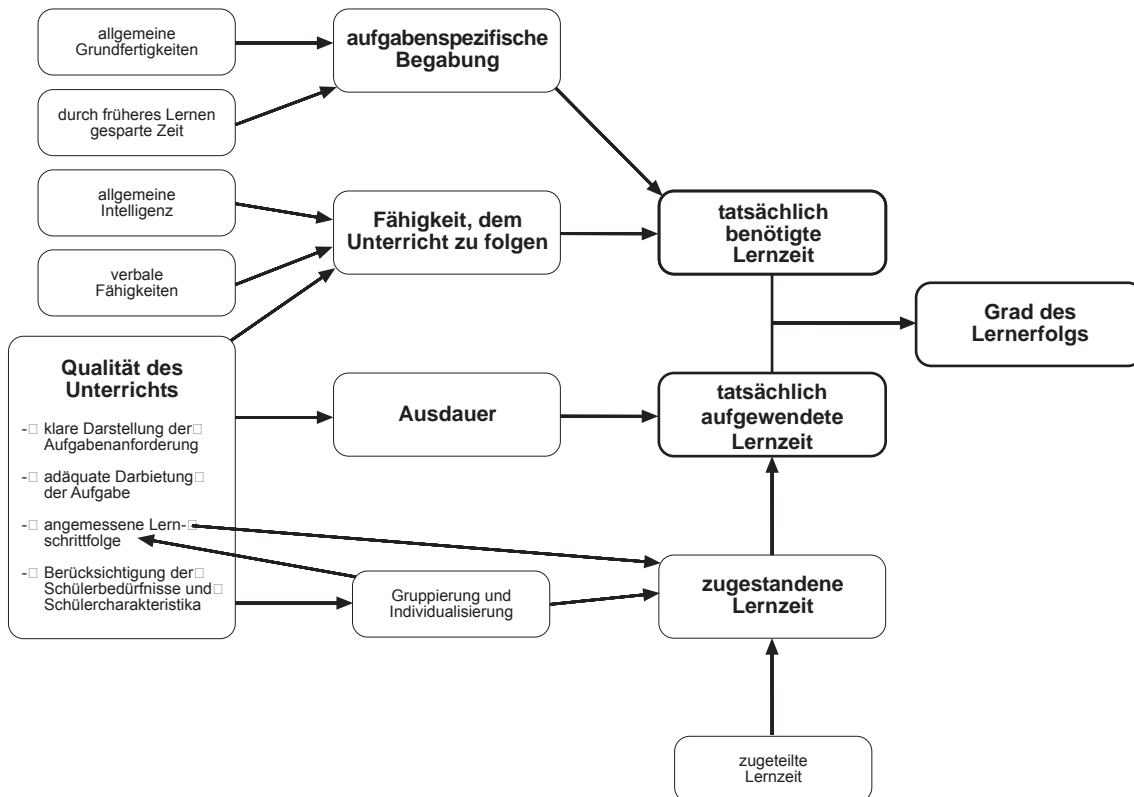 allgemeine
Grundfertigkeiten
aufgabenspezifische
Begabung
durch früheres Lernen
gesparte Zeit
allgemeine
Intelligenz
Fähigkeit, dem
Unterricht zu folgen
tatsächlich
benötigte
Lernzeit
verbale
Fähigkeiten
Grad des
Lernerfolgs
Qualität des
Unterrichts
-□ klare Darstellung der□
Aufgabenanforderung
-□ adäquate Darbietung□
der Aufgabe
-□ angemessene Lern-□
schrittfolge
-□ Berücksichtigung der□
Schülerbedürfnisse und□
Schülercharakteristika
Ausdauer
tatsächlich
aufgewendete
Lernzeit
Gruppierung und
Individualisierung
zugestandene
Lernzeit
zugeteilte
Lernzeit